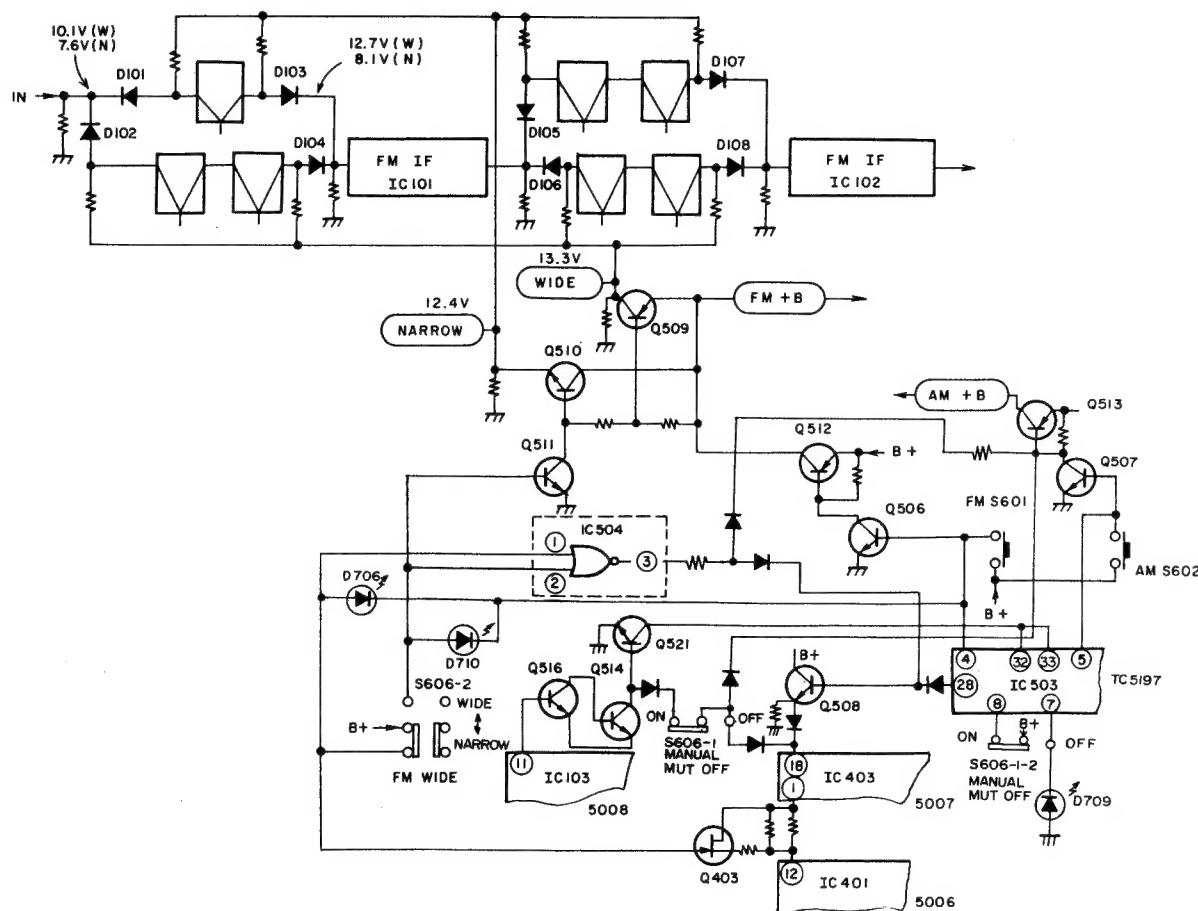 10.1V (W)
7.6V (N)
12.7V (W)
8.1V (N)
IN
D101
D103
D107
D102
D105
D104
FM IF
IC101
D106
D108
FM IF
IC102
13.3V
WIDE
12.4V
NARROW
FM +B
Q509
Q510
AM +B
Q513
Q512
B+
Q511
Q507
FM S601
Q506
IC504
1
3
2
AM S602
D706
B+
D710
Q521
4
32
33
5
Q516
Q514
B+
28
IC503
TC5197
S606-2
WIDE
8
B+
7
ON
OFF
Q508
ON
OFF
B+
NARROW
S606-1
MANUAL
MUT OFF
S606-1-2
MANUAL
MUT OFF
FM WIDE
11
IC103
18
IC403
1
D709
5008
5007
Q403
12
IC401
5006